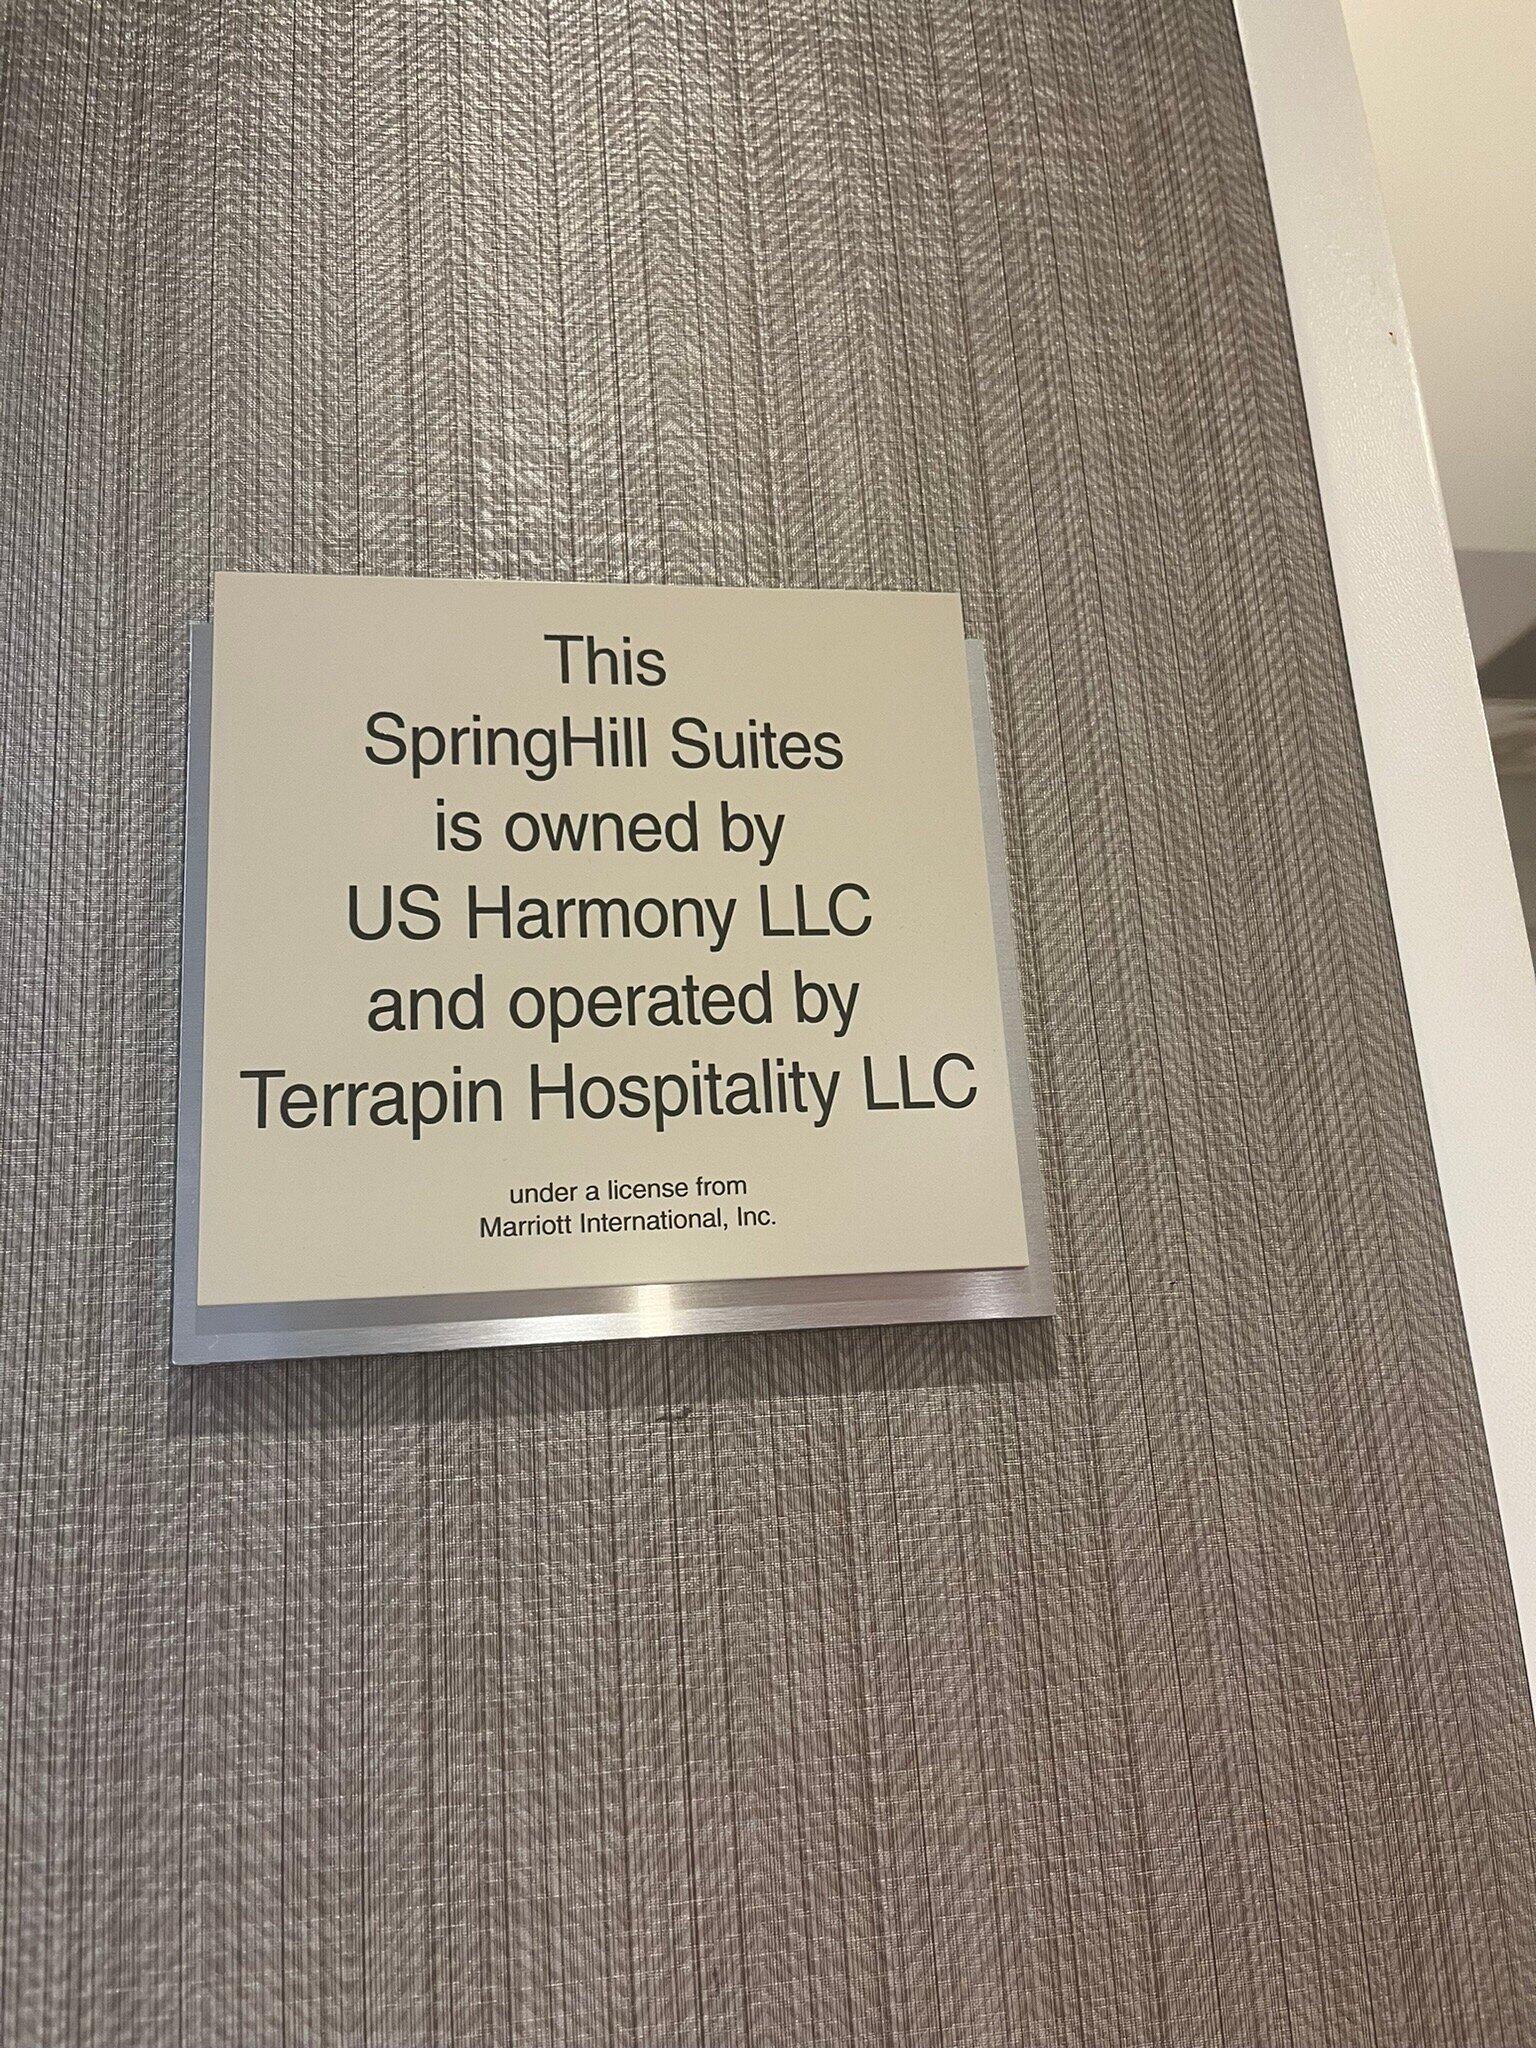 This
SpringHill Suites
is owned by
US Harmony LLC
and operated by
Terrapin Hospitality LLC
under a license from
Marriott International, Inc.